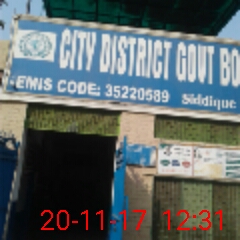 CITY DISTRICT GOVT BO
EMIS CODE: 35220589 Siddique
20-11-17 12:31